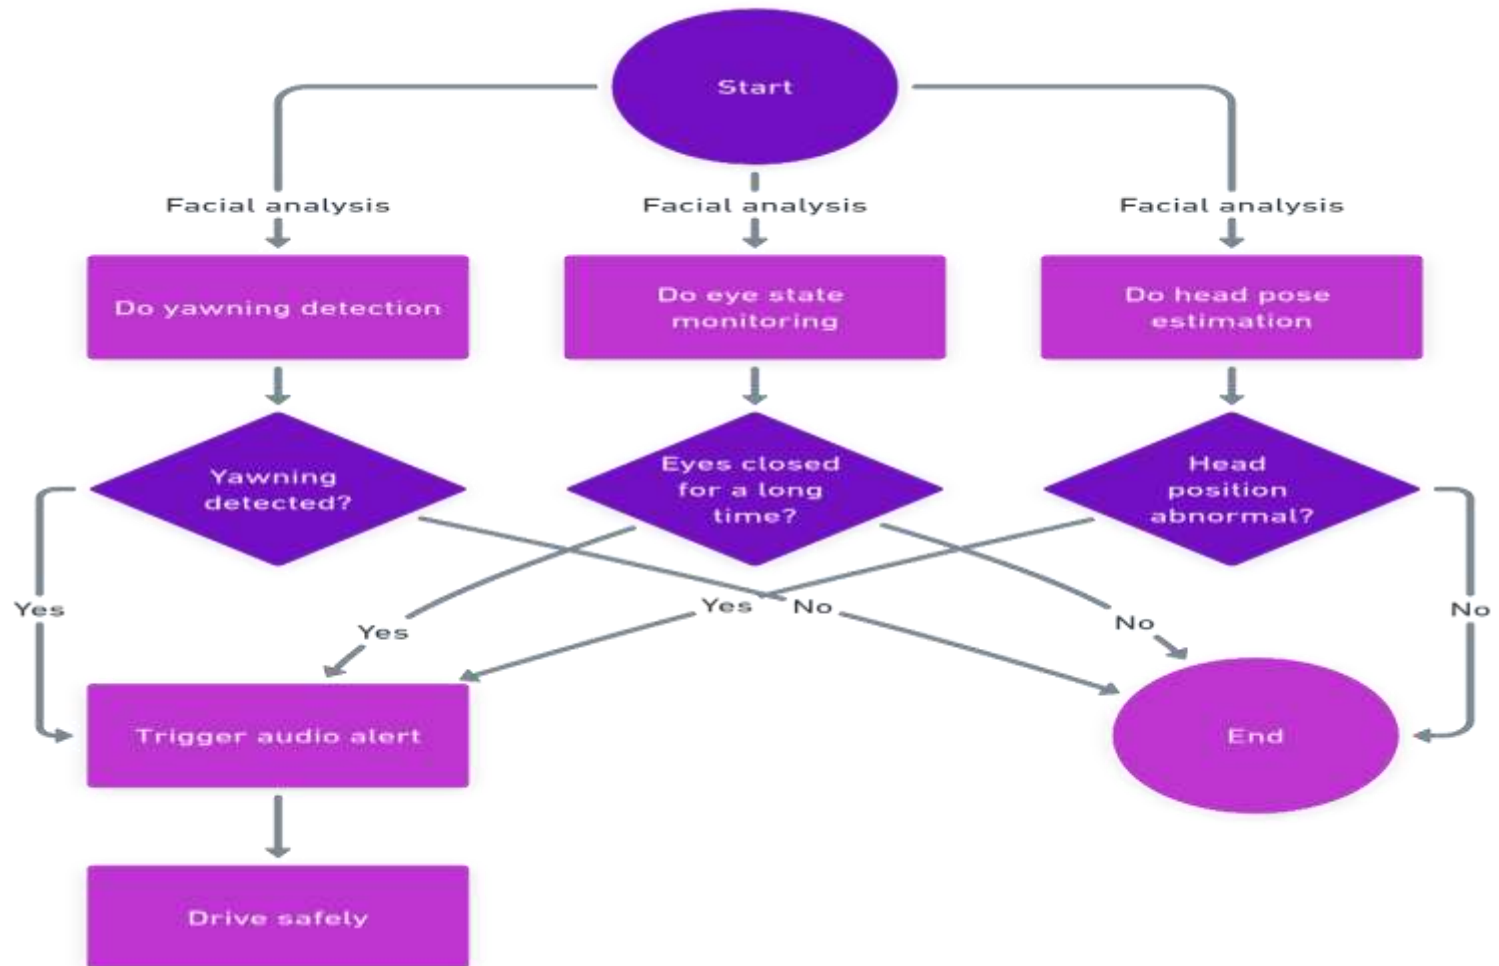 Start
Facial analysis
Facial analysis
Facial analysis
Do yawning detection
Do eye state
monitoring
Do head pose
estimation
Yawning
detected?
Eyes closed
for a long
time?
Head
position
abnormal?
Yes
Yes
Yes
No
No
No
Trigger audio alert
End
Drive safely